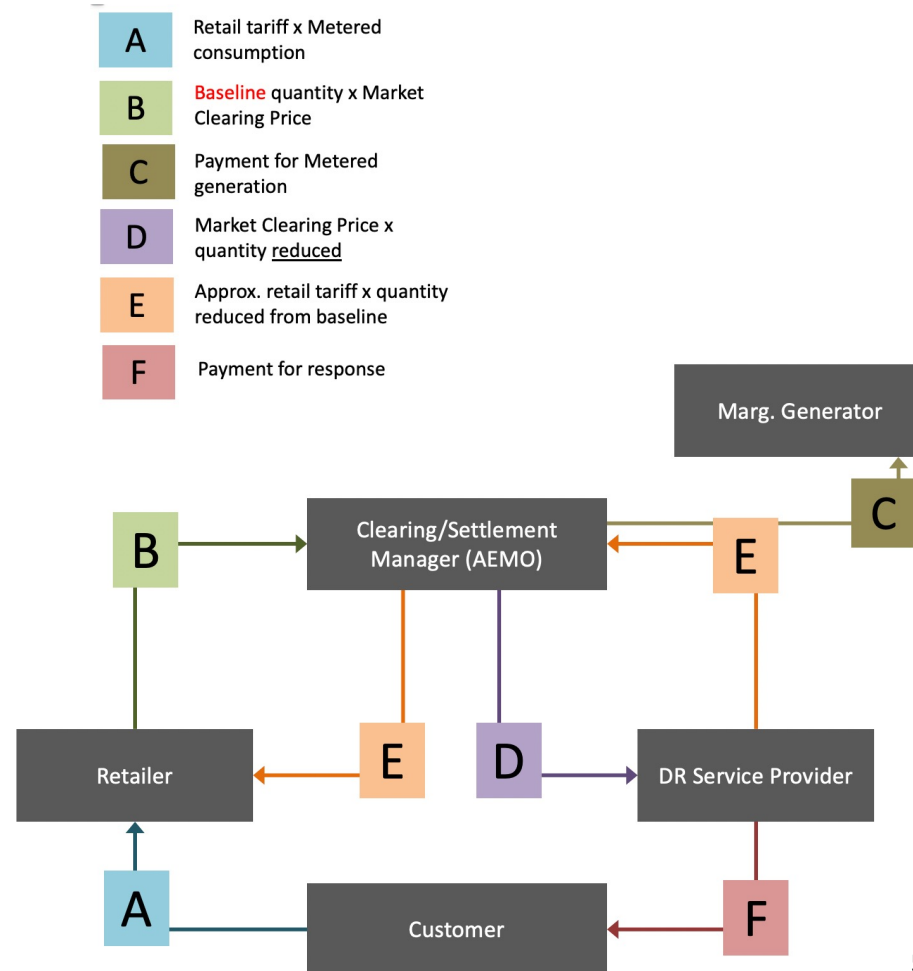 A
Retail tariff x Metered
consumption
B
Baseline quantity x Market
Clearing Price
C
Payment for Metered
generation
D
Market Clearing Price x
quantity reduced
E
Approx. retail tariff x quantity
reduced from baseline
F
Payment for response
Marg. Generator
C
B
Clearing/Settlement
Manager (AEMO)
E
Retailer
E
D
DR Service Provider
A
Customer
F